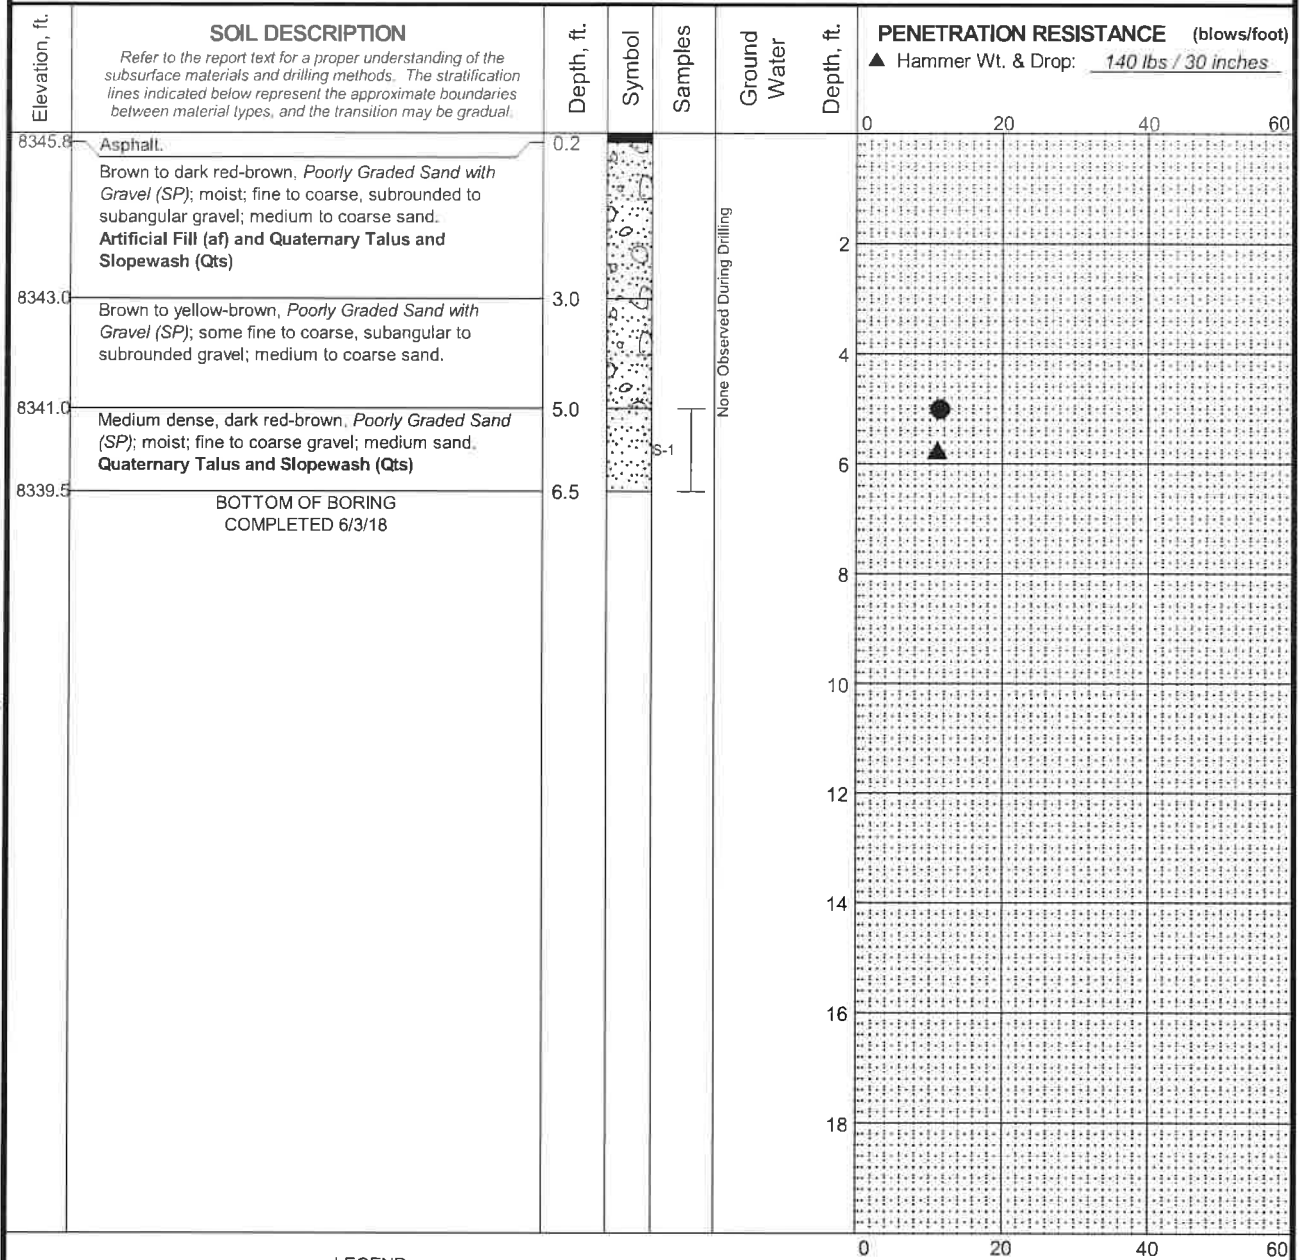 Elevation, ft.
SOIL DESCRIPTION
Refer to the report text for a proper understanding of the
subsurface materials and drilling methods. The stratification
lines indicated below represent the approximate boundaries
between material types, and the transition may be gradual.
Depth, ft.
Symbol
Samples
Ground
Water
Depth, ft.
PENETRATION RESISTANCE (blows/foot)
▲ Hammer Wt. & Drop: 140 lbs / 30 inches
0 20 40 60
8345.8 Asphalt. 0.2
Brown to dark red-brown, Poorly Graded Sand with
Gravel (SP); moist; fine to coarse, subrounded to
subangular gravel; medium to coarse sand.
Artificial Fill (af) and Quaternary Talus and
Slopewash (Qts)
8343.0 3.0
Brown to yellow-brown, Poorly Graded Sand with
Gravel (SP); some fine to coarse, subangular to
subrounded gravel; medium to coarse sand.
8341.0 5.0
Medium dense, dark red-brown, Poorly Graded Sand
(SP); moist; fine to coarse gravel; medium sand.
Quaternary Talus and Slopewash (Qts)
8339.5 6.5
BOTTOM OF BORING
COMPLETED 6/3/18
S-1
None Observed During Drilling
2
4
6
8
10
12
14
16
18
0 20 40 60
LEGEND